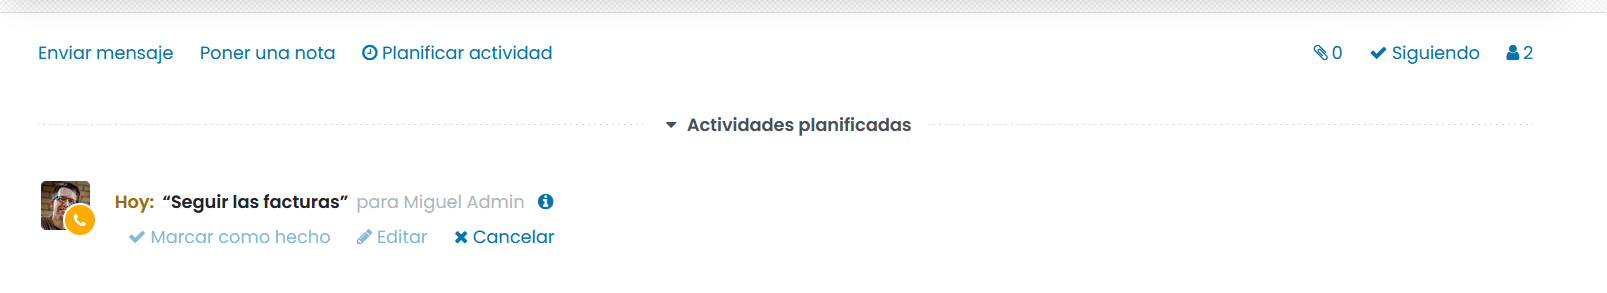 Enviar mensaje Poner una nota Planificar actividad 0 Siguiendo 2
Actividades planificadas
Hoy: “Seguir las facturas” para Miguel Admin
Marcar como hecho Editar Cancelar